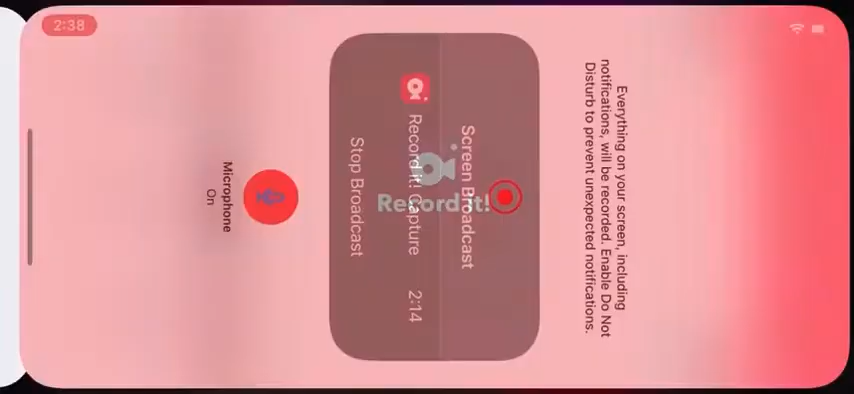 2:38
Everything on your screen, including
notifications, will be recorded. Enable Do Not
Disturb to prevent unexpected notifications.
Screen Broadcast
Record it! Capture 2:14
Stop Broadcast
Record it!
Microphone
On